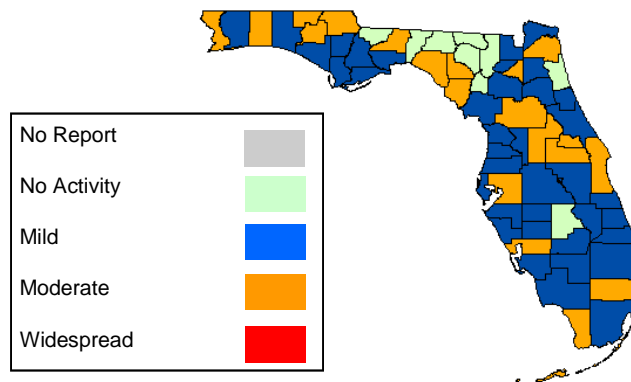 No Report
No Activity
Mild
Moderate
Widespread